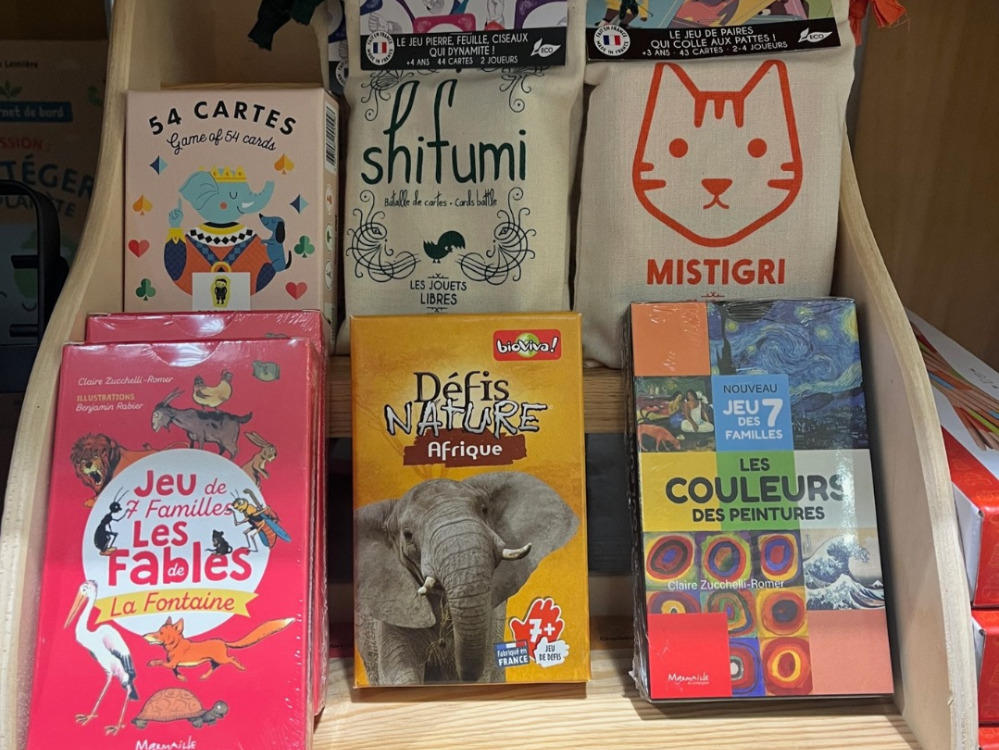 LE JEU PIERRE, FEUILLE, CISEAUX
QUI DYNAMITE !
+4 ANS - 44 CARTES - 2 JOUEURS
ECO
LE JEU DE PAIRES
QUI COLLE AUX PATTES !
+3 ANS - 43 CARTES - 2-4 JOUEURS
ECO
54 CARTES
Game of 54 cards
shifumi
Bataille de cartes - Cards battle
LES JOUETS
LIBRES
MISTIGRI
Claire Zucchelli-Romer
ILLUSTRATIONS
Benjamin Rabier
Jeu de
7 Familles
Les
Fables
de
La Fontaine
Marmaille
bioviva!
Défis
NATURE
Afrique
7+
JEU
DE DÉFIS
Fabriqué en
FRANCE
NOUVEAU
JEU 7
DES
FAMILLES
LES
COULEURS
DES PEINTURES
Claire Zucchelli-Romer
Marmaille